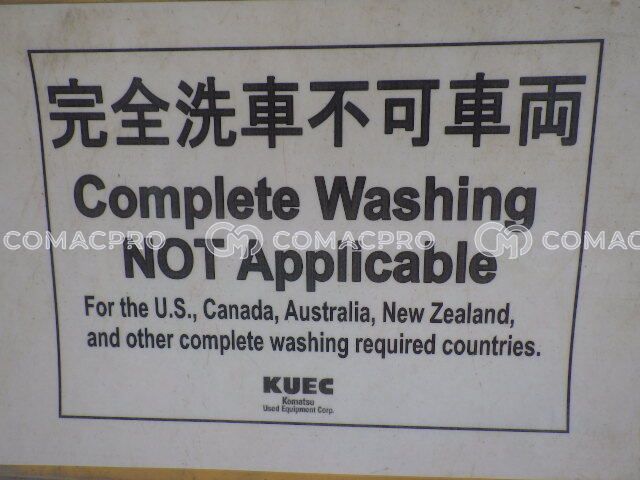 完全洗車不可車両
Complete Washing
COMACPRO COMACPRO COMACPRO
NOT Applicable
For the U.S., Canada, Australia, New Zealand,
and other complete washing required countries.
KUEC
Komatsu
Used Equipment Corp.